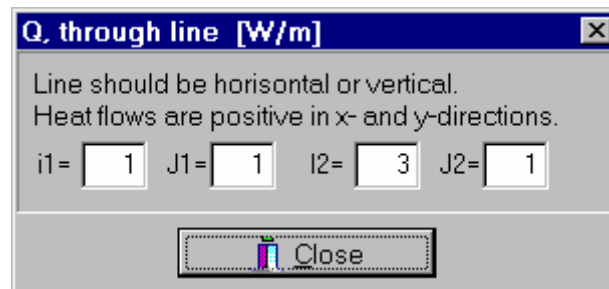 Q, through line [W/m]
Line should be horisontal or vertical.
Heat flows are positive in x- and y-directions.
i1= 1 J1= 1 I2= 3 J2= 1
Close